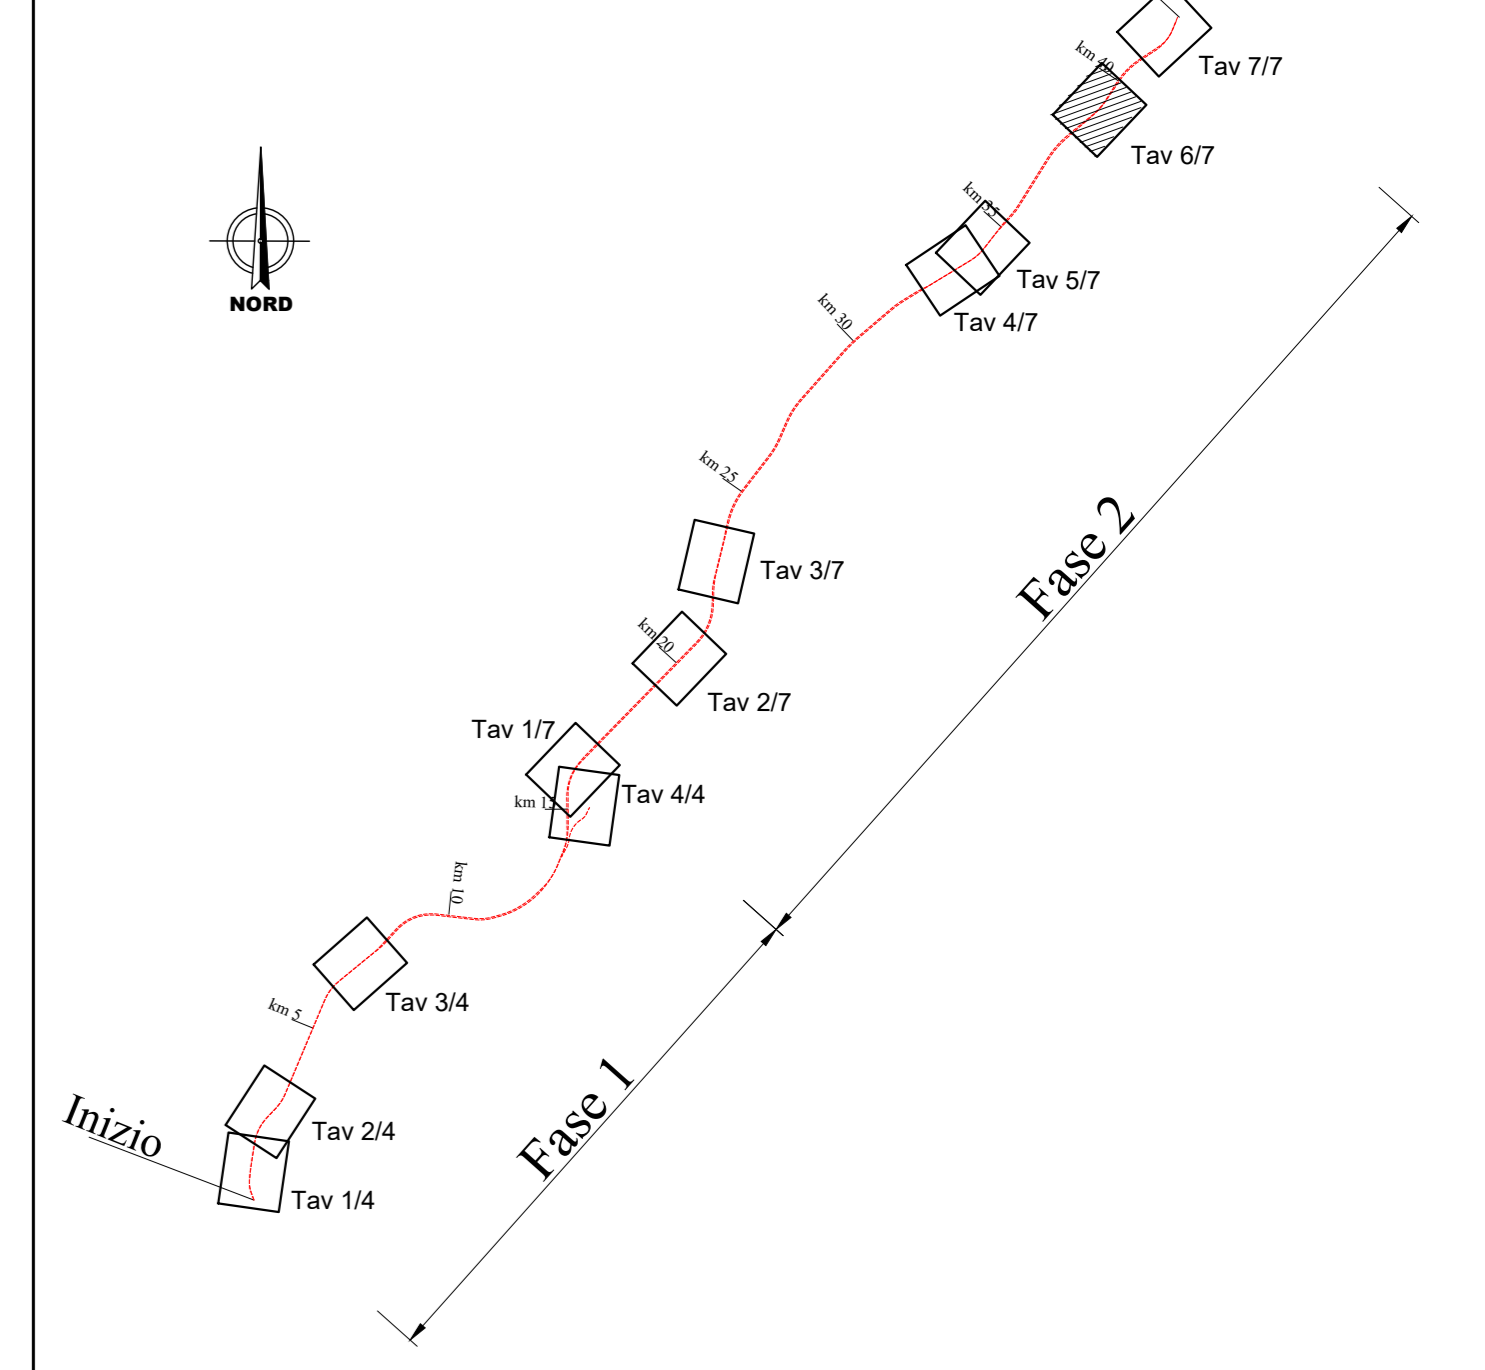 Tav 7/7
km 40
Tav 6/7
km 35
Tav 5/7
NORD
km 30
Tav 4/7
km 25
Fase 2
Tav 3/7
km 20
Tav 2/7
Tav 1/7
Tav 4/4
km 15
km 10
Tav 3/4
km 5
Fase 1
Inizio
Tav 2/4
Tav 1/4